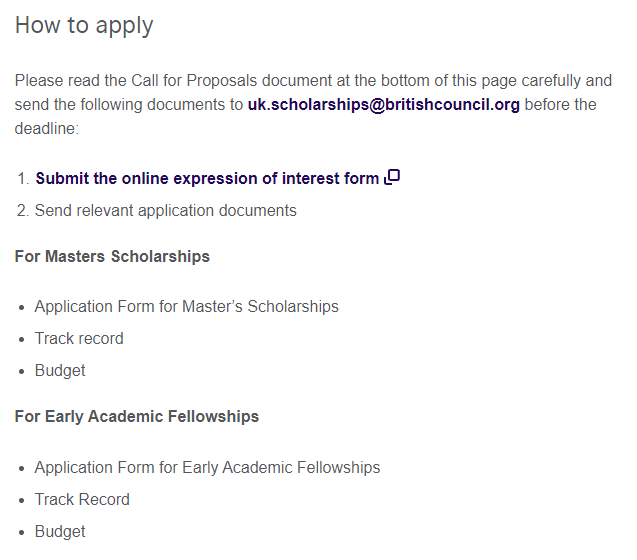 How to apply
Please read the Call for Proposals document at the bottom of this page carefully and
send the following documents to uk.scholarships@britishcouncil.org before the
deadline:
1. Submit the online expression of interest form
2. Send relevant application documents
For Masters Scholarships
• Application Form for Master’s Scholarships
• Track record
• Budget
For Early Academic Fellowships
• Application Form for Early Academic Fellowships
• Track Record
• Budget